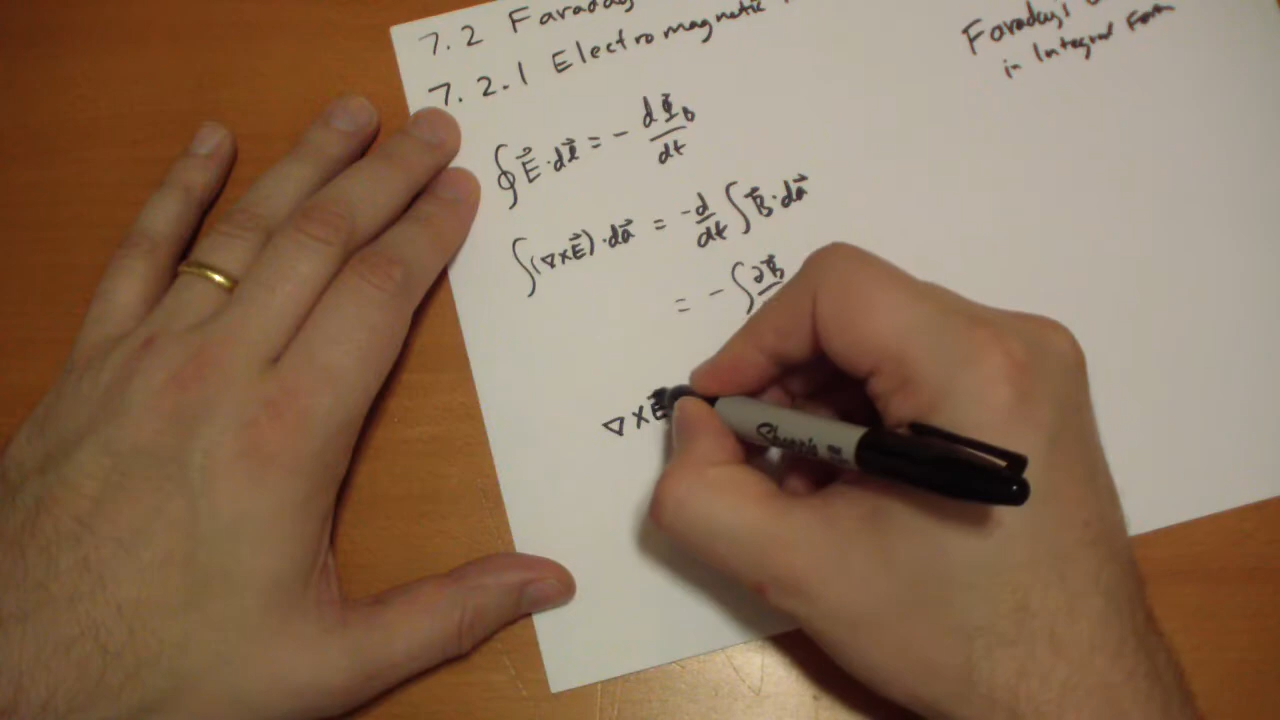 7.2 Faraday
7.2.1 Electromagnetic
Faraday's
in Integral Form
∮E⃗·dl⃗ = - dΦ_B/dt
∫(∇×E⃗)·da⃗ = -d/dt ∫B⃗·da⃗
= - ∫∂B⃗
∇×E⃗
Sharpie